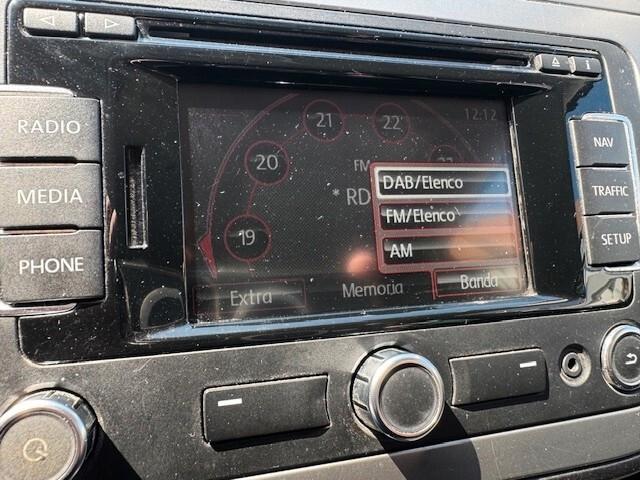 RADIO
MEDIA
PHONE
NAV
TRAFFIC
SETUP
12:12
19
20
21
22
FM
* RD
DAB/Elenco
FM/Elenco
AM
Extra
Memoria
Banda